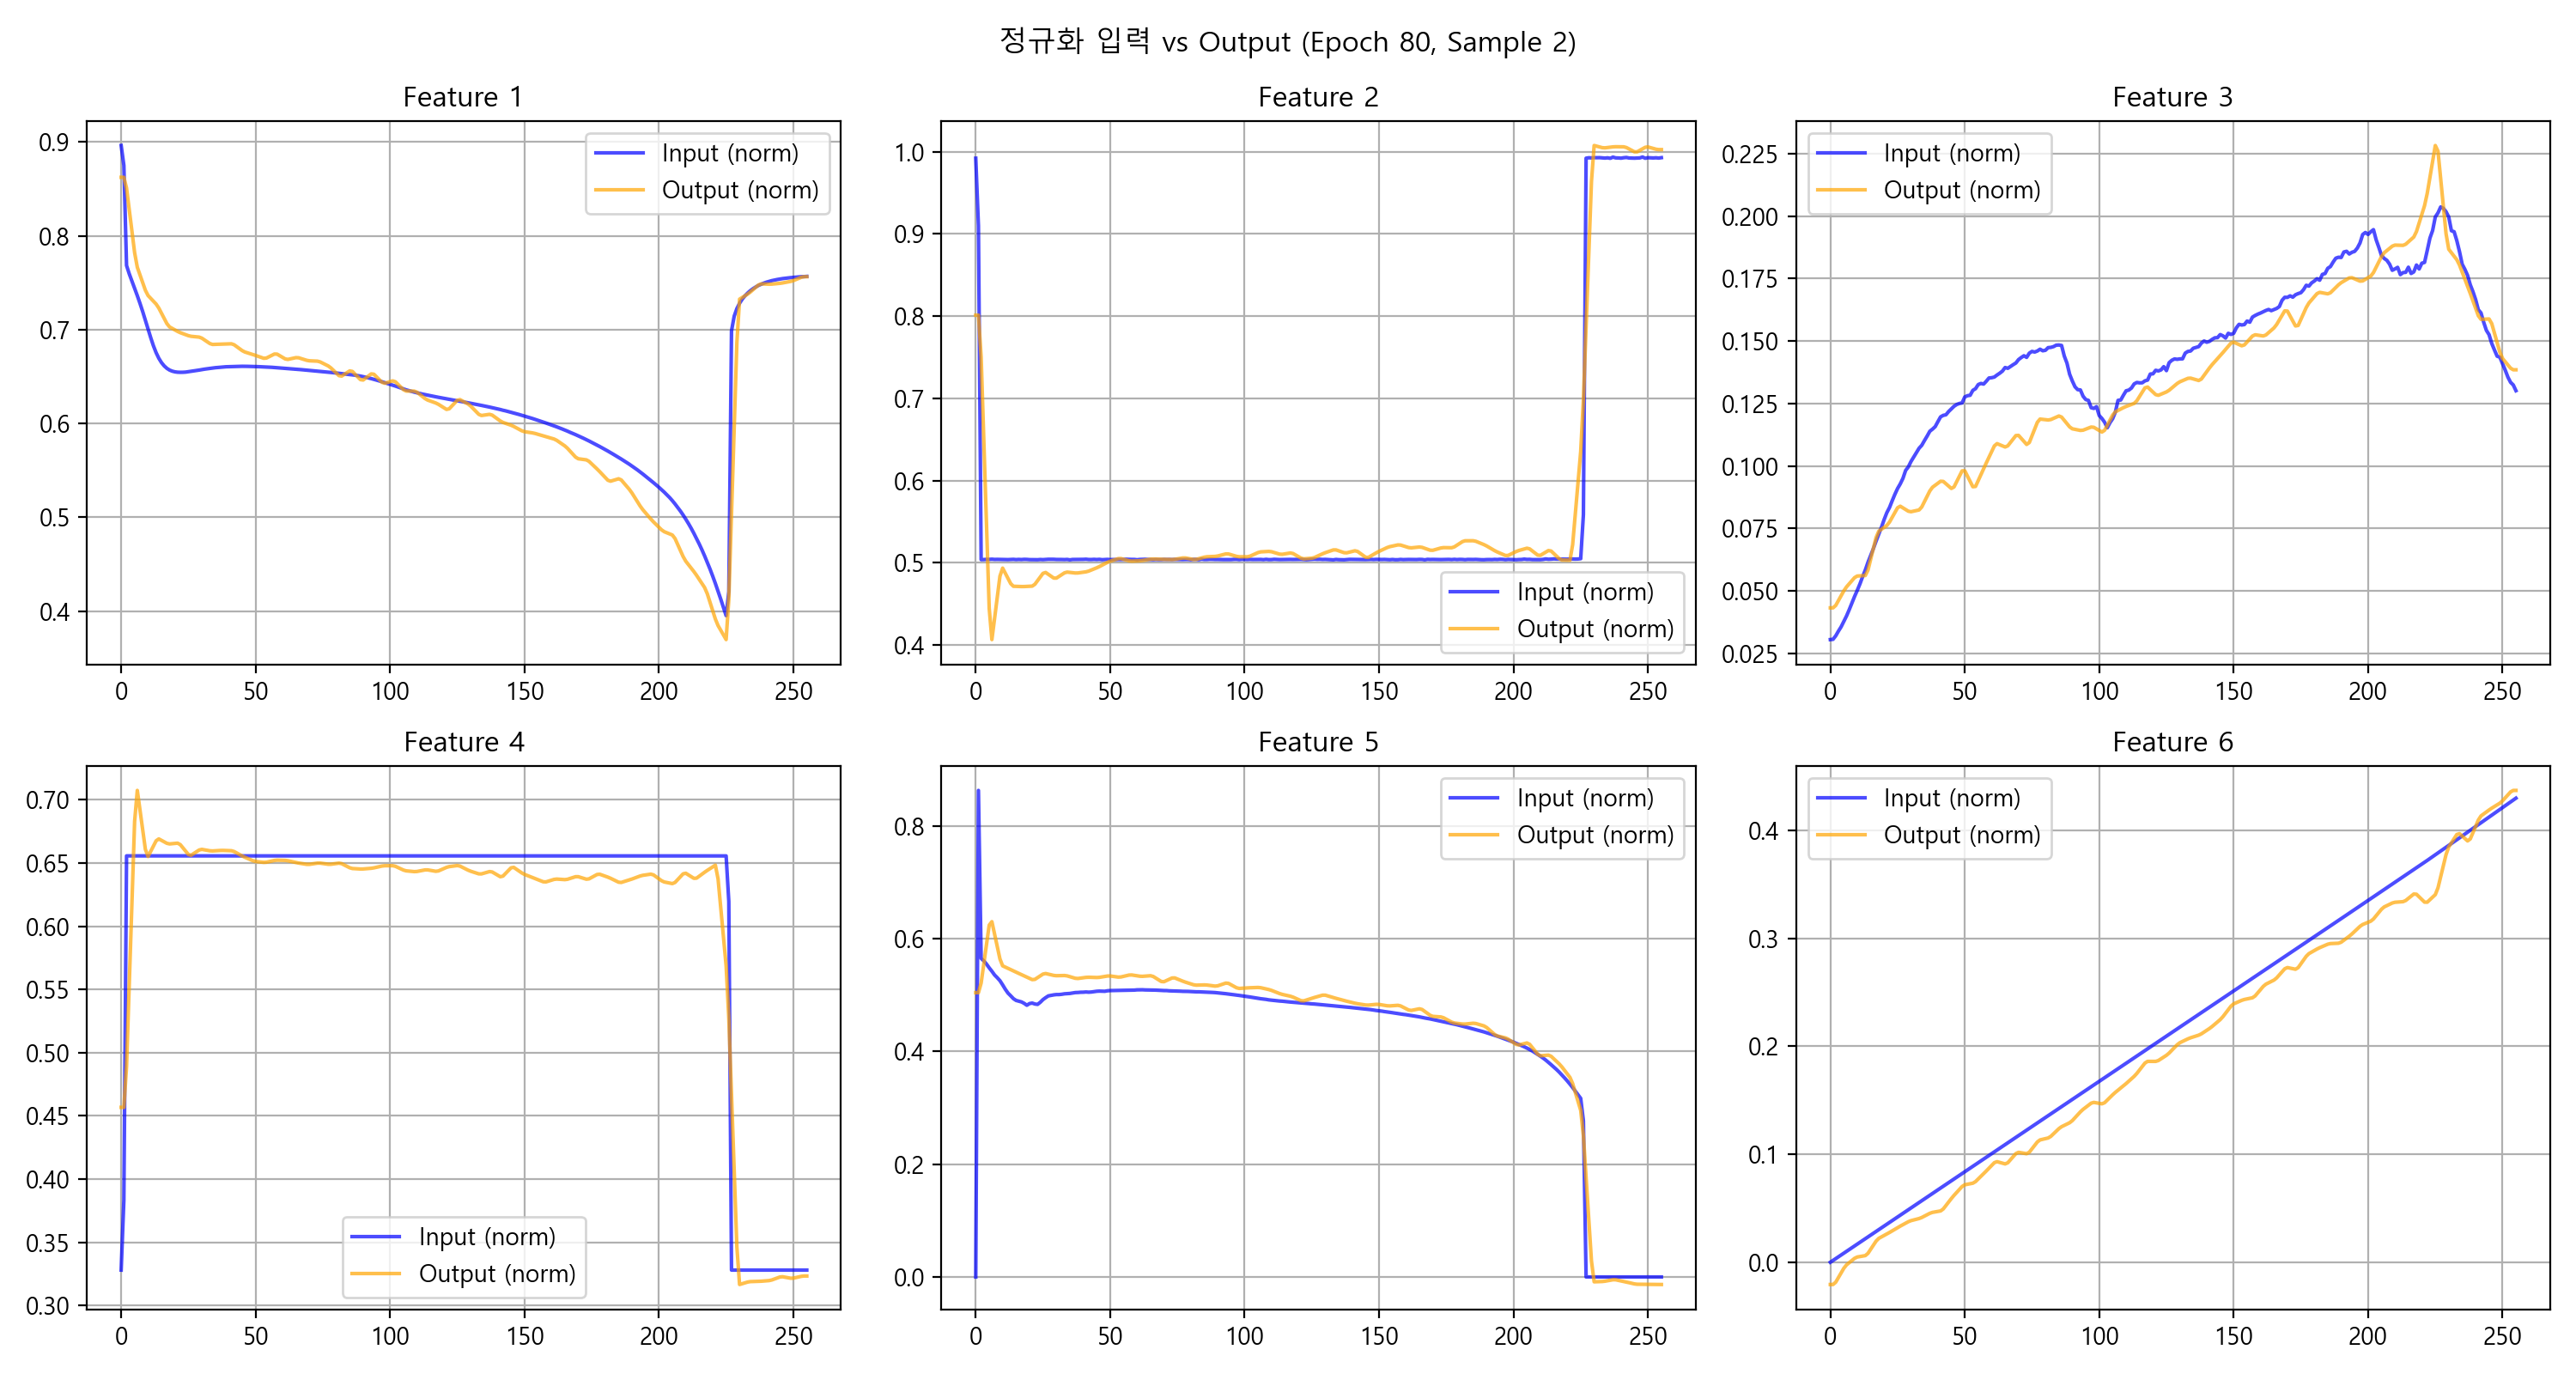 정규화 입력 vs Output (Epoch 80, Sample 2)
Feature 1
0.9
0.8
0.7
0.6
0.5
0.4
0 50 100 150 200 250
Input (norm)
Output (norm)
Feature 2
1.0
0.9
0.8
0.7
0.6
0.5
0.4
0 50 100 150 200 250
Input (norm)
Output (norm)
Feature 3
0.225
0.200
0.175
0.150
0.125
0.100
0.075
0.050
0.025
0 50 100 150 200 250
Input (norm)
Output (norm)
Feature 4
0.70
0.65
0.60
0.55
0.50
0.45
0.40
0.35
0.30
0 50 100 150 200 250
Input (norm)
Output (norm)
Feature 5
0.8
0.6
0.4
0.2
0.0
0 50 100 150 200 250
Input (norm)
Output (norm)
Feature 6
0.4
0.3
0.2
0.1
0.0
0 50 100 150 200 250
Input (norm)
Output (norm)